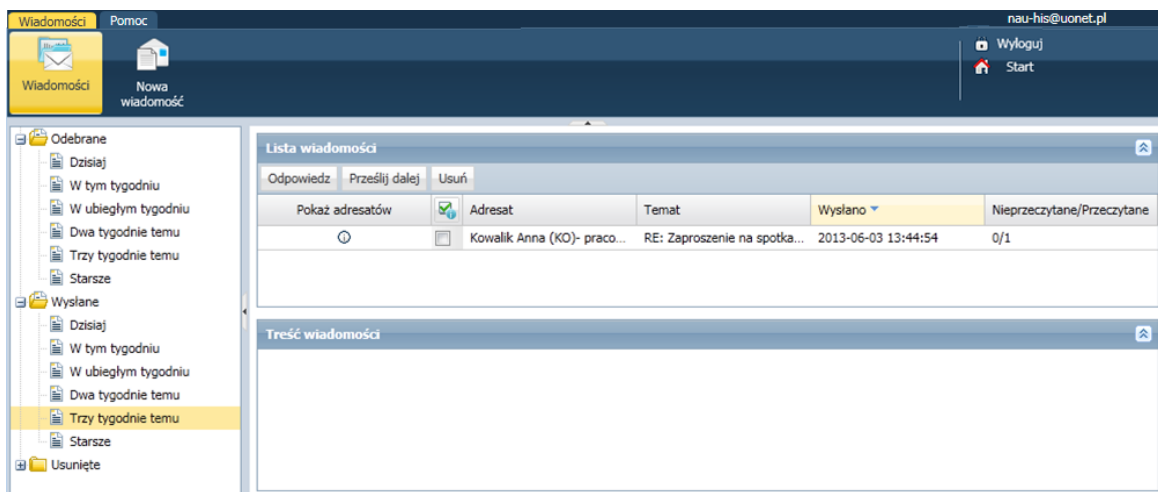 Wiadomości Pomoc nau-his@uonet.pl
Wyloguj
Start
Wiadomości
Nowa
wiadomość
Odebrane
Dzisiaj
W tym tygodniu
W ubiegłym tygodniu
Dwa tygodnie temu
Trzy tygodnie temu
Starsze
Wysłane
Dzisiaj
W tym tygodniu
W ubiegłym tygodniu
Dwa tygodnie temu
Trzy tygodnie temu
Starsze
Usunięte
Lista wiadomości
Odpowiedz Prześlij dalej Usuń
Pokaż adresatów Adresat Temat Wysłano Nieprzeczytane/Przeczytane
Kowalik Anna (KO)- praco... RE: Zaproszenie na spotka... 2013-06-03 13:44:54 0/1
Treść wiadomości